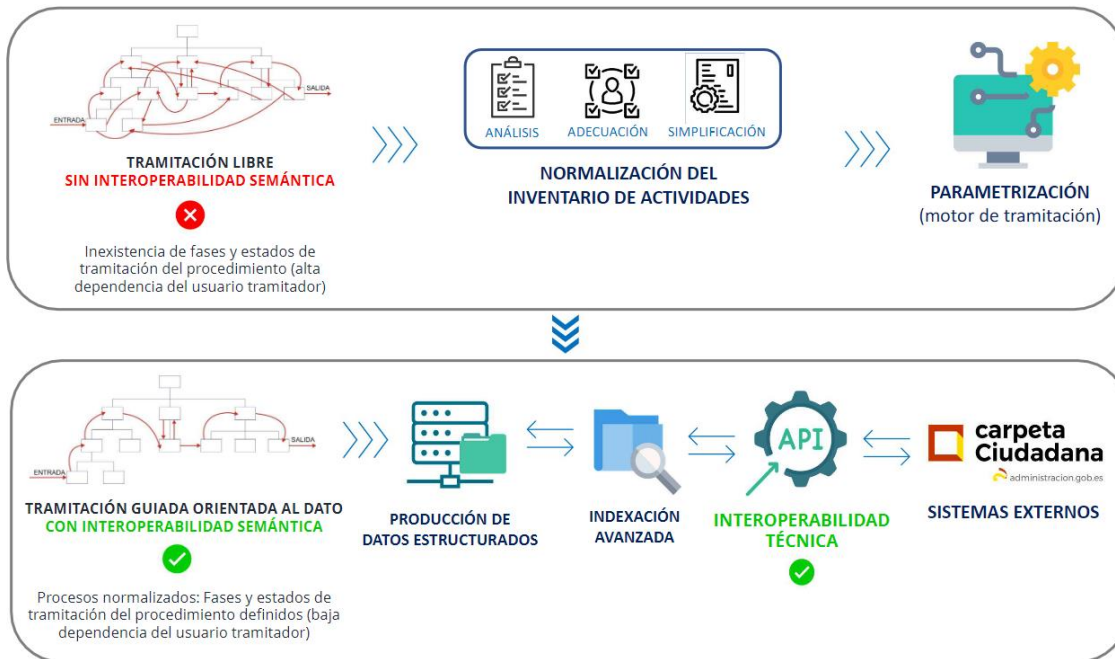 SALIDA
ENTRADA
TRAMITACIÓN LIBRE
SIN INTEROPERABILIDAD SEMÁNTICA
Inexistencia de fases y estados de
tramitación del procedimiento (alta
dependencia del usuario tramitador)
ANÁLISIS
ADECUACIÓN
SIMPLIFICACIÓN
NORMALIZACIÓN DEL
INVENTARIO DE ACTIVIDADES
PARAMETRIZACIÓN
(motor de tramitación)
SALIDA
ENTRADA
TRAMITACIÓN GUIADA ORIENTADA AL DATO
CON INTEROPERABILIDAD SEMÁNTICA
Procesos normalizados: Fases y estados de
tramitación del procedimiento definidos (baja
dependencia del usuario tramitador)
PRODUCCIÓN DE
DATOS ESTRUCTURADOS
INDEXACIÓN
AVANZADA
API
INTEROPERABILIDAD
TÉCNICA
carpeta
Ciudadana
administracion.gob.es
SISTEMAS EXTERNOS